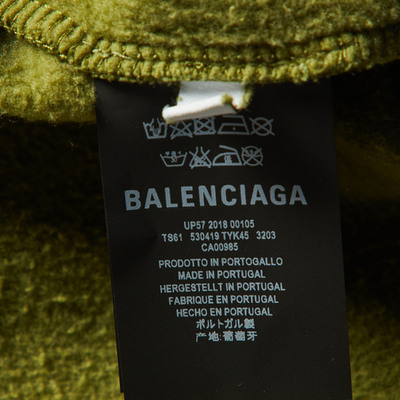 BALENCIAGA
UP57 2018 00105
TS61 530419 TYK45 3203
CA00985
PRODOTTO IN PORTOGALLO
MADE IN PORTUGAL
HERGESTELLT IN PORTUGAL
FABRIQUE EN PORTUGAL
HECHO EN PORTUGAL
ポルトガル製
产地:葡萄牙